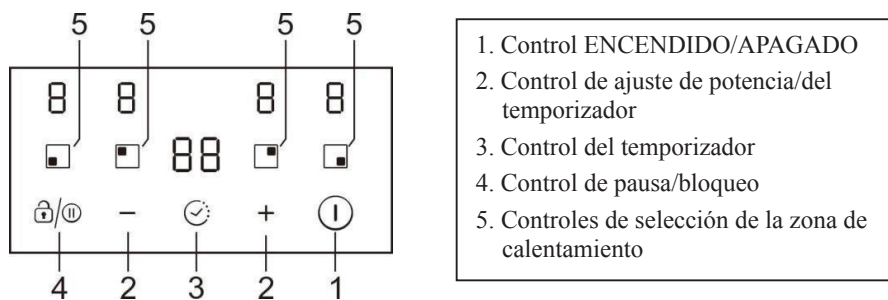 5 5 5 5
8 8 8 8
88
4 2 3 2 1
1. Control ENCENDIDO/APAGADO
2. Control de ajuste de potencia/del
temporizador
3. Control del temporizador
4. Control de pausa/bloqueo
5. Controles de selección de la zona de
calentamiento